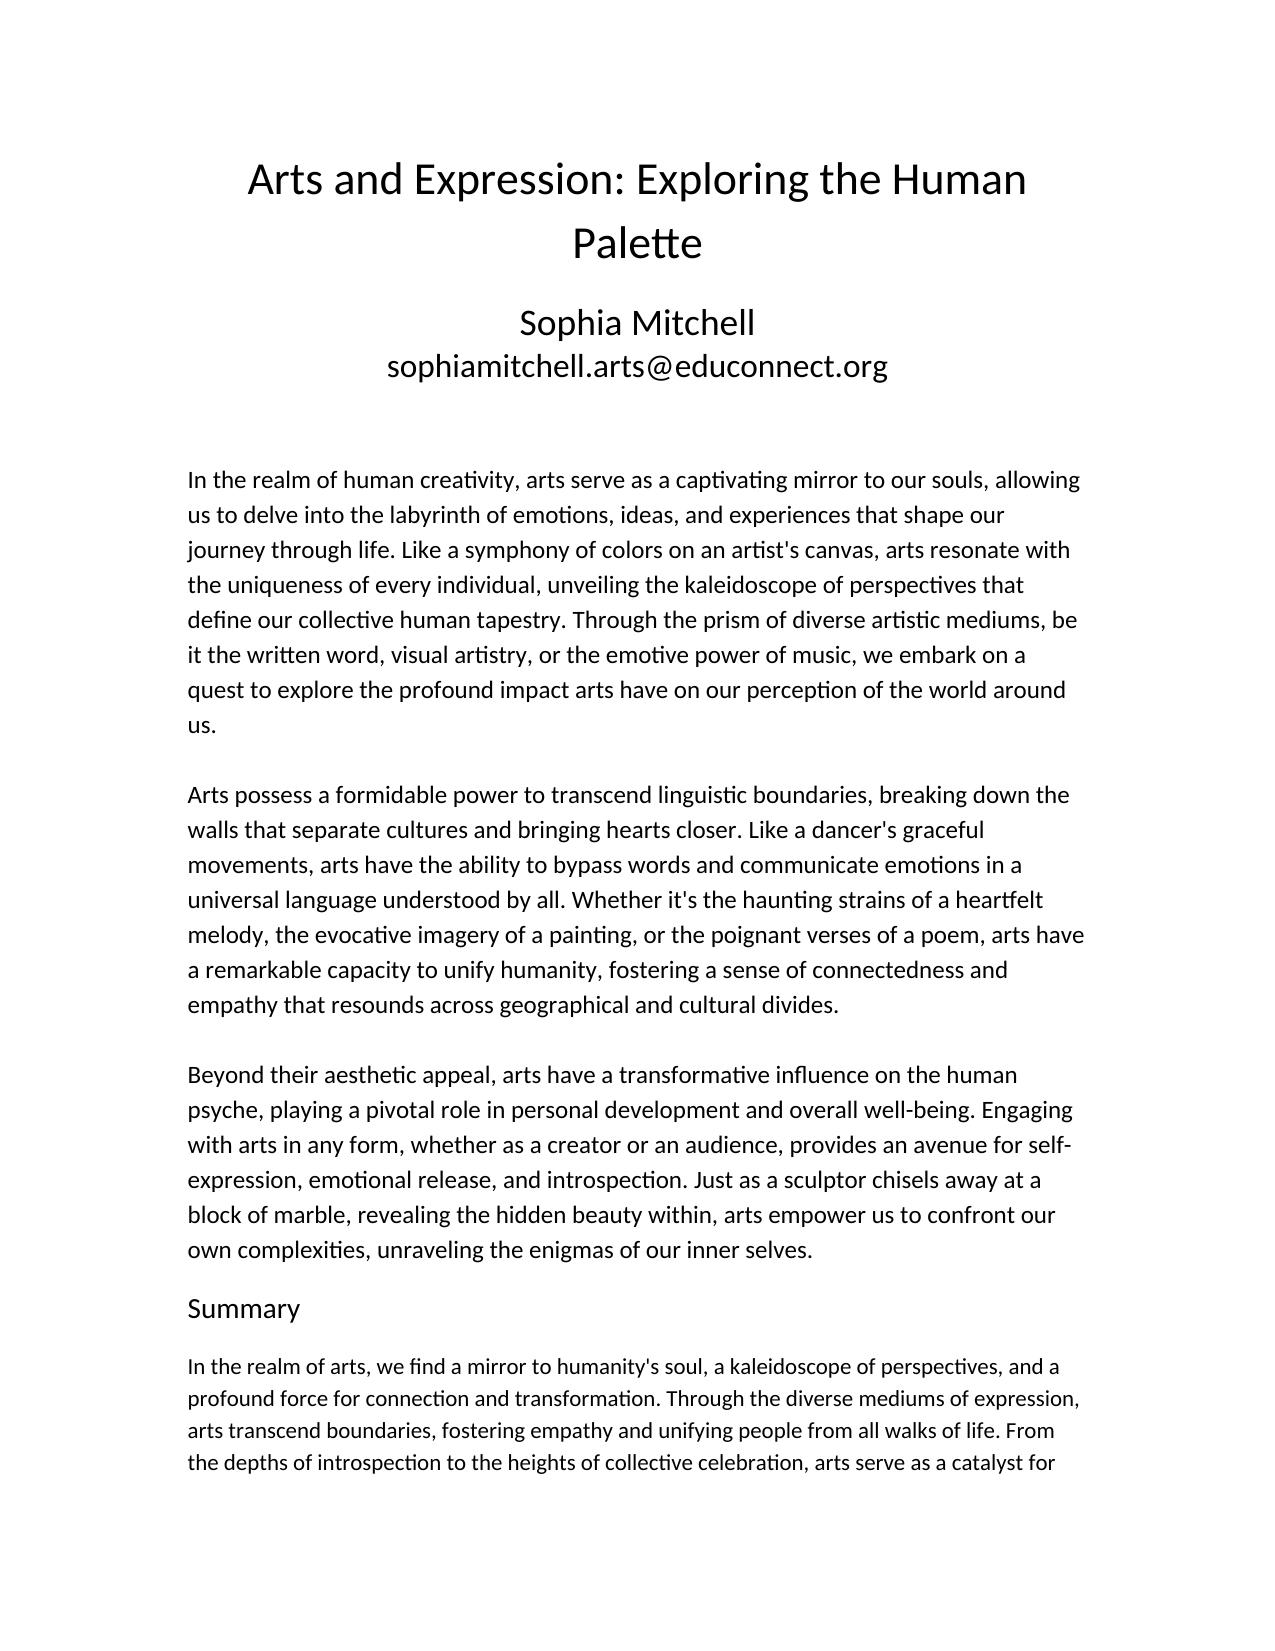 Arts and Expression: Exploring the Human
Palette
Sophia Mitchell
sophiamitchell.arts@educonnect.org
In the realm of human creativity, arts serve as a captivating mirror to our souls, allowing
us to delve into the labyrinth of emotions, ideas, and experiences that shape our
journey through life. Like a symphony of colors on an artist's canvas, arts resonate with
the uniqueness of every individual, unveiling the kaleidoscope of perspectives that
define our collective human tapestry. Through the prism of diverse artistic mediums, be
it the written word, visual artistry, or the emotive power of music, we embark on a
quest to explore the profound impact arts have on our perception of the world around
us.
Arts possess a formidable power to transcend linguistic boundaries, breaking down the
walls that separate cultures and bringing hearts closer. Like a dancer's graceful
movements, arts have the ability to bypass words and communicate emotions in a
universal language understood by all. Whether it's the haunting strains of a heartfelt
melody, the evocative imagery of a painting, or the poignant verses of a poem, arts have
a remarkable capacity to unify humanity, fostering a sense of connectedness and
empathy that resounds across geographical and cultural divides.
Beyond their aesthetic appeal, arts have a transformative influence on the human
psyche, playing a pivotal role in personal development and overall well-being. Engaging
with arts in any form, whether as a creator or an audience, provides an avenue for self-
expression, emotional release, and introspection. Just as a sculptor chisels away at a
block of marble, revealing the hidden beauty within, arts empower us to confront our
own complexities, unraveling the enigmas of our inner selves.
Summary
In the realm of arts, we find a mirror to humanity's soul, a kaleidoscope of perspectives, and a
profound force for connection and transformation. Through the diverse mediums of expression,
arts transcend boundaries, fostering empathy and unifying people from all walks of life. From
the depths of introspection to the heights of collective celebration, arts serve as a catalyst for